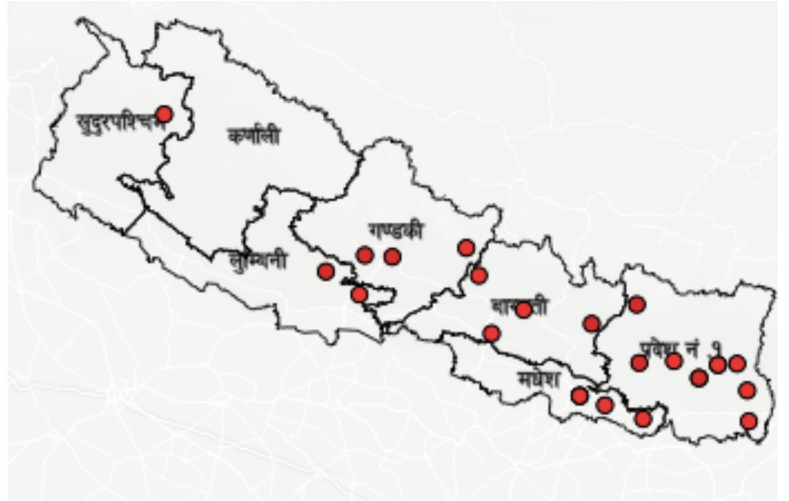 सुदुरपश्चिम
कर्णाली
गण्डकी
लुम्बिनी
बागमती
प्रदेश नं १
मधेश